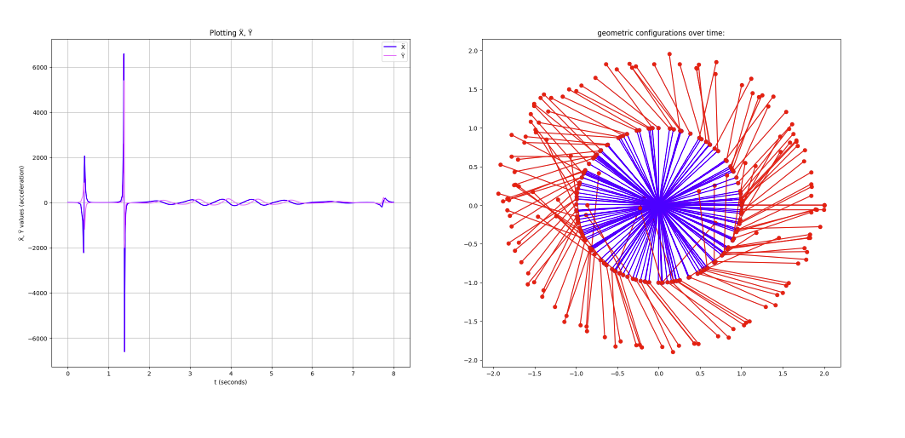 Plotting Ẍ, Ÿ
Ẍ
Ÿ
6000
4000
2000
0
−2000
−4000
−6000
Ẍ, Ÿ values (acceleration)
0 1 2 3 4 5 6 7 8
t (seconds)
geometric configurations over time:
2.0
1.5
1.0
0.5
0.0
−0.5
−1.0
−1.5
−2.0
−2.0 −1.5 −1.0 −0.5 0.0 0.5 1.0 1.5 2.0